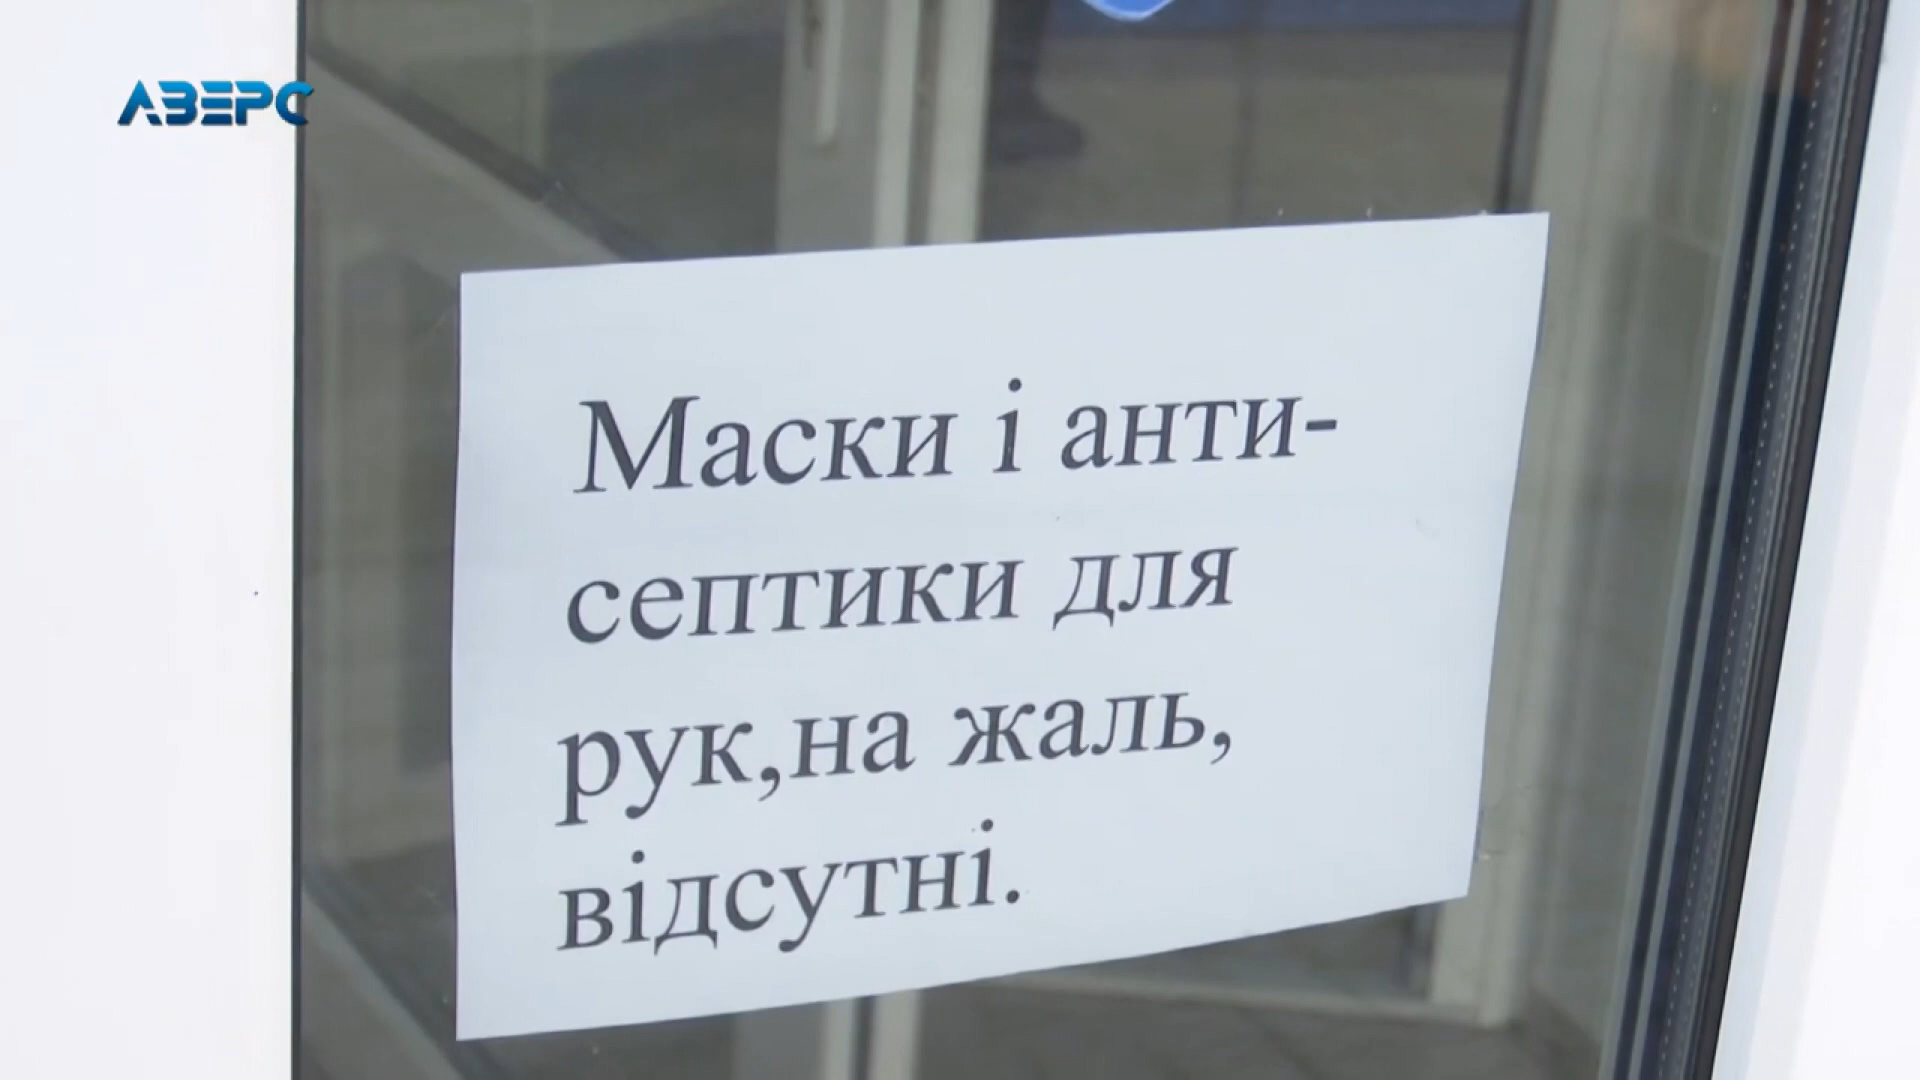 АВЕРС
Маски і анти-
септики для
рук,на жаль,
відсутні.